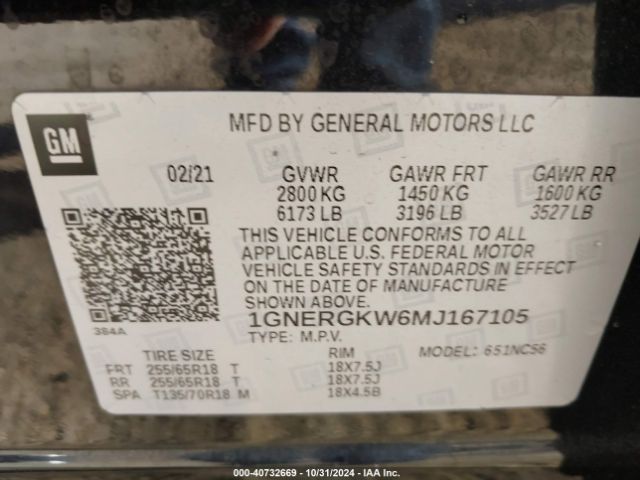 GM
MFD BY GENERAL MOTORS LLC
02/21 GVWR GAWR FRT GAWR RR
2800 KG 1450 KG 1600 KG
6173 LB 3196 LB 3527 LB
THIS VEHICLE CONFORMS TO ALL
APPLICABLE U.S. FEDERAL MOTOR
VEHICLE SAFETY STANDARDS IN EFFECT
ON THE DATE OF MANUFACTURE
SHOWN ABOVE.
384A
1GNERGKW6MJ167105
TYPE: M.P.V. MODEL: 651NC56
TIRE SIZE RIM
FRT 255/65R18 T 18X7.5J
RR 255/65R18 T 18X7.5J
SPA T135/70R18 M 18X4.5B
000-40732669 - 10/31/2024 - IAA Inc.